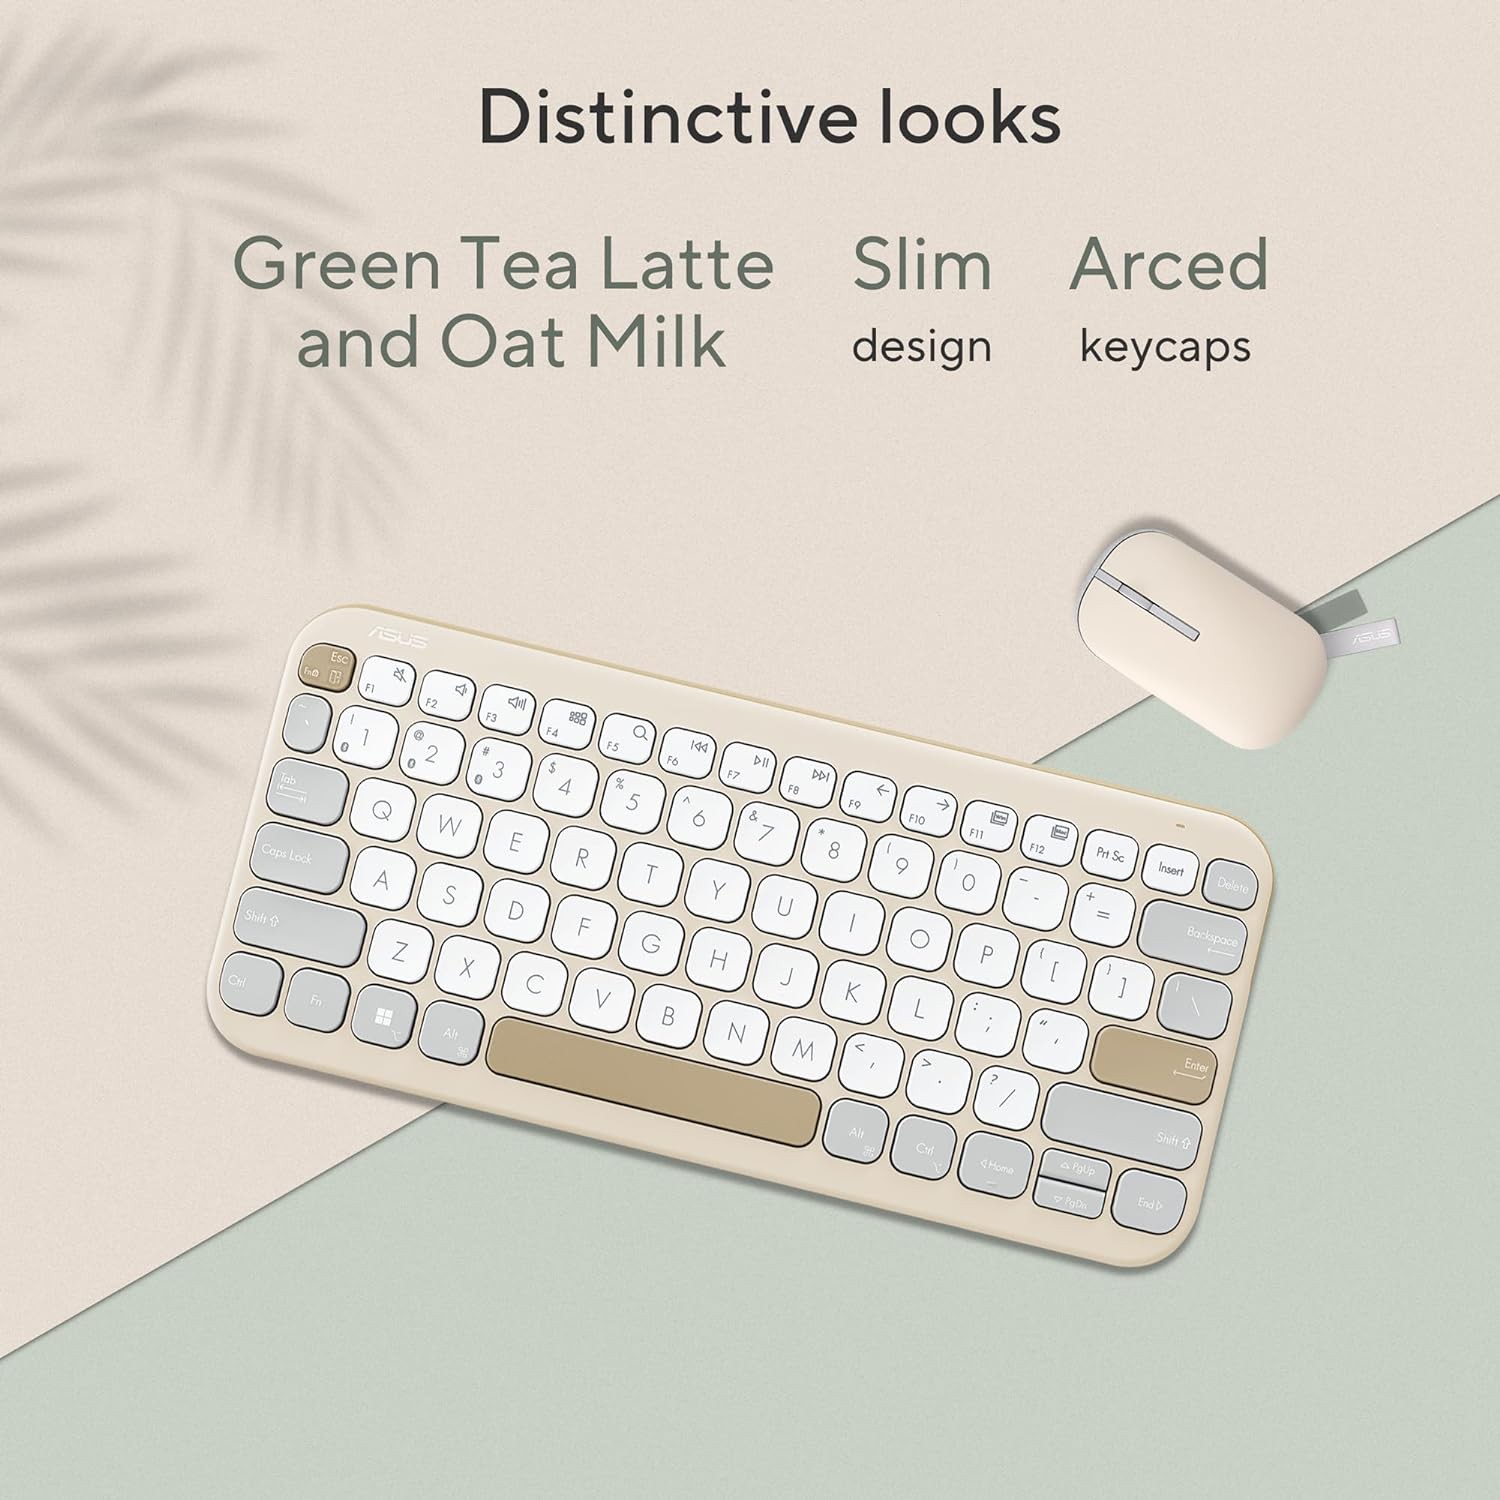 Distinctive looks
Green Tea Latte
and Oat Milk
Slim
design
Arced
keycaps
ASUS
ASUS
Esc
Fn
F1
F2
F3
F4
F5
F6
F7
F8
F9
F10
F11
F12
Prt Sc
Insert
Delete
~ `
! 1
@ 2
# 3
$ 4
% 5
^ 6
& 7
* 8
( 9
) 0
_ -
+ =
Backspace
Tab
Q W E R T Y U I O P
{ [
} ]
| \
Caps Lock
A S D F G H J K L
: ;
" '
Enter
Shift
Z X C V B N M
< ,
> .
? /
Shift
Ctrl
Fn
Alt
Alt
Ctrl
Home
PgUp
PgDn
End